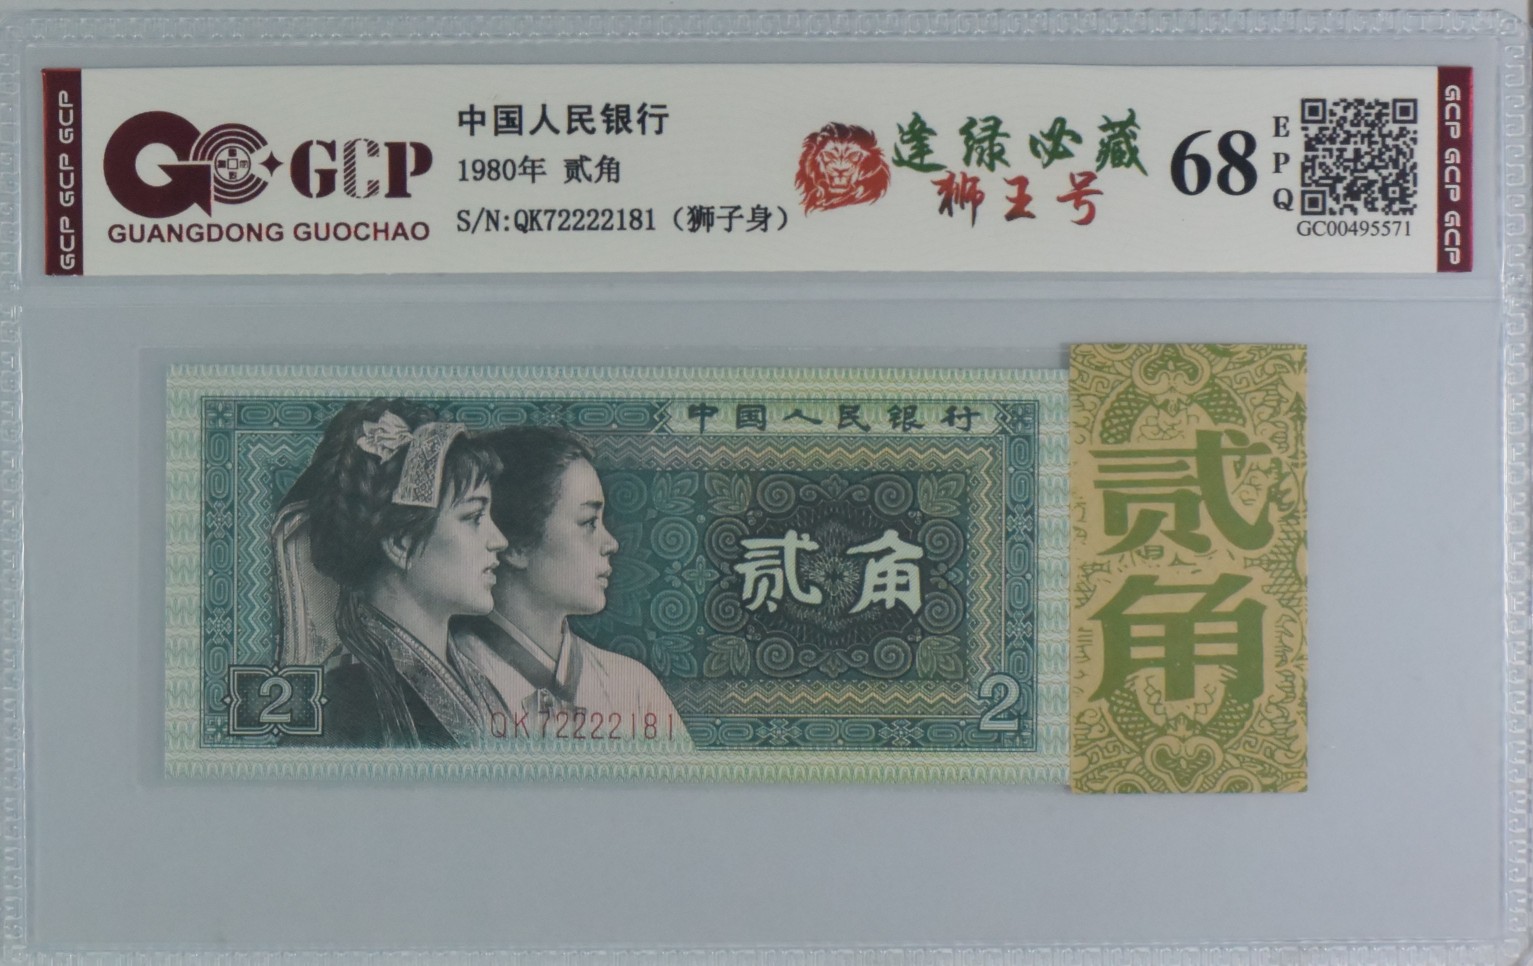 GCP GCP GCP
GCP
GUANGDONG GUOCHAO
中国人民银行
1980年 贰角
S/N:QK72222181（狮子身）
逢绿必藏
狮王号
68
EPQ
GC00495571
GCP GCP GCP
中国人民银行
贰角
2
QK72222181
2
贰角